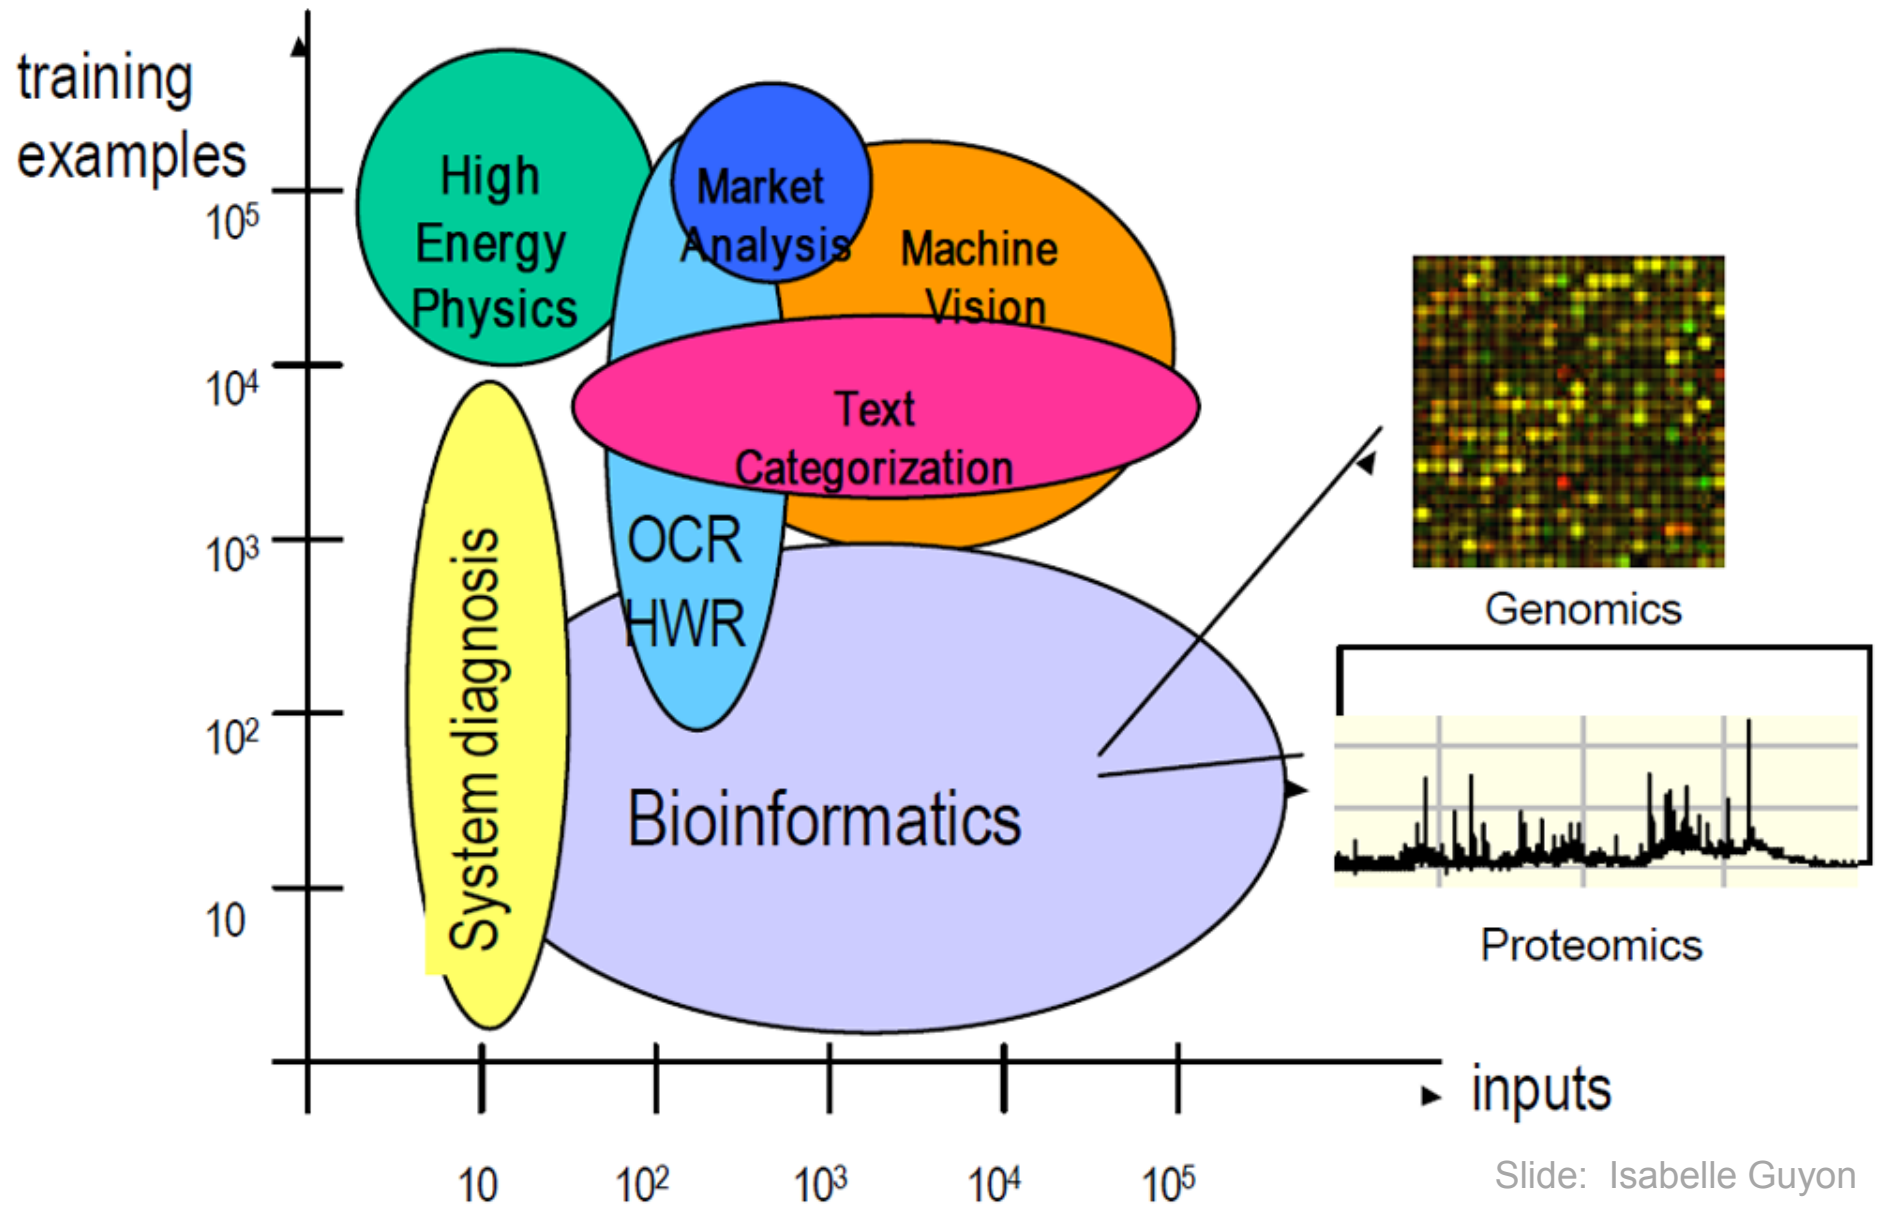 training
examples
High
Energy
Physics
Market
Analysis
Machine
Vision
Text
Categorization
OCR
HWR
System diagnosis
Bioinformatics
Genomics
Proteomics
10⁵
10⁴
10³
10²
10
inputs
10
10²
10³
10⁴
10⁵
Slide: Isabelle Guyon